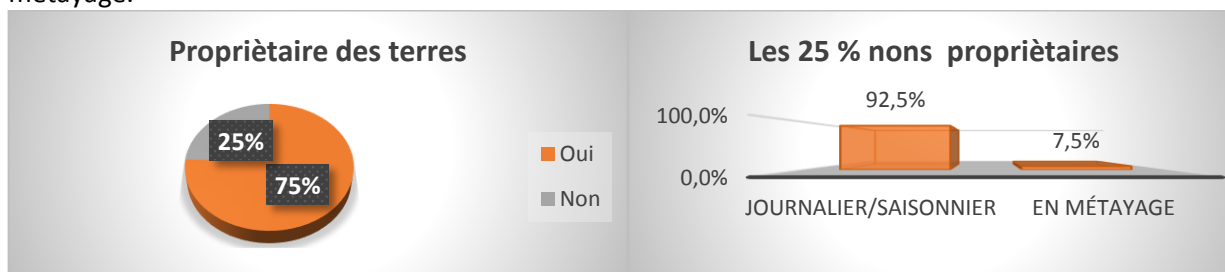 métayage.
Propriètaire des terres
25%
75%
Oui
Non
Les 25 % nons propriètaires
92,5%
100,0%
7,5%
0,0%
JOURNALIER/SAISONNIER
EN MÉTAYAGE